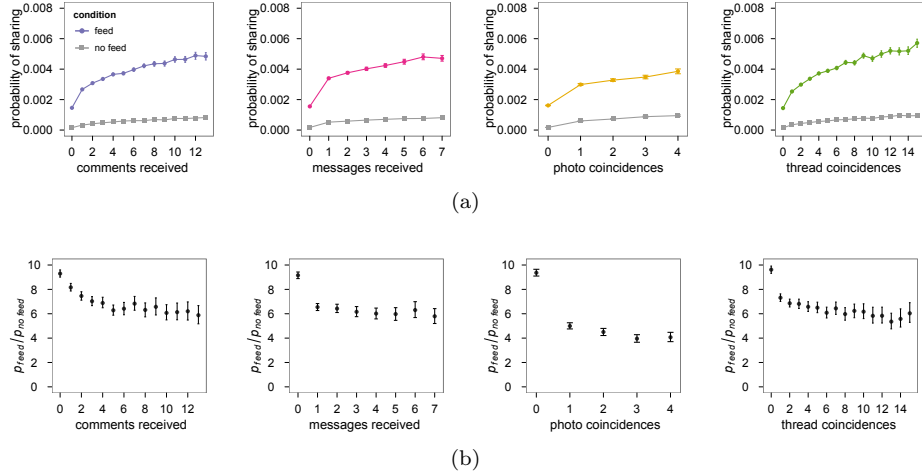 probability of sharing
0.008
0.006
0.004
0.002
0.000
condition
feed
no feed
0 2 4 6 8 10 12
comments received
probability of sharing
0.008
0.006
0.004
0.002
0.000
0 1 2 3 4 5 6 7
messages received
probability of sharing
0.008
0.006
0.004
0.002
0.000
0 1 2 3 4
photo coincidences
probability of sharing
0.008
0.006
0.004
0.002
0.000
0 2 4 6 8 10 12 14
thread coincidences
(a)
p feed / p no feed
10
8
6
4
2
0
0 2 4 6 8 10 12
comments received
p feed / p no feed
10
8
6
4
2
0
0 1 2 3 4 5 6 7
messages received
p feed / p no feed
10
8
6
4
2
0
0 1 2 3 4
photo coincidences
p feed / p no feed
10
8
6
4
2
0
0 2 4 6 8 10 12 14
thread coincidences
(b)